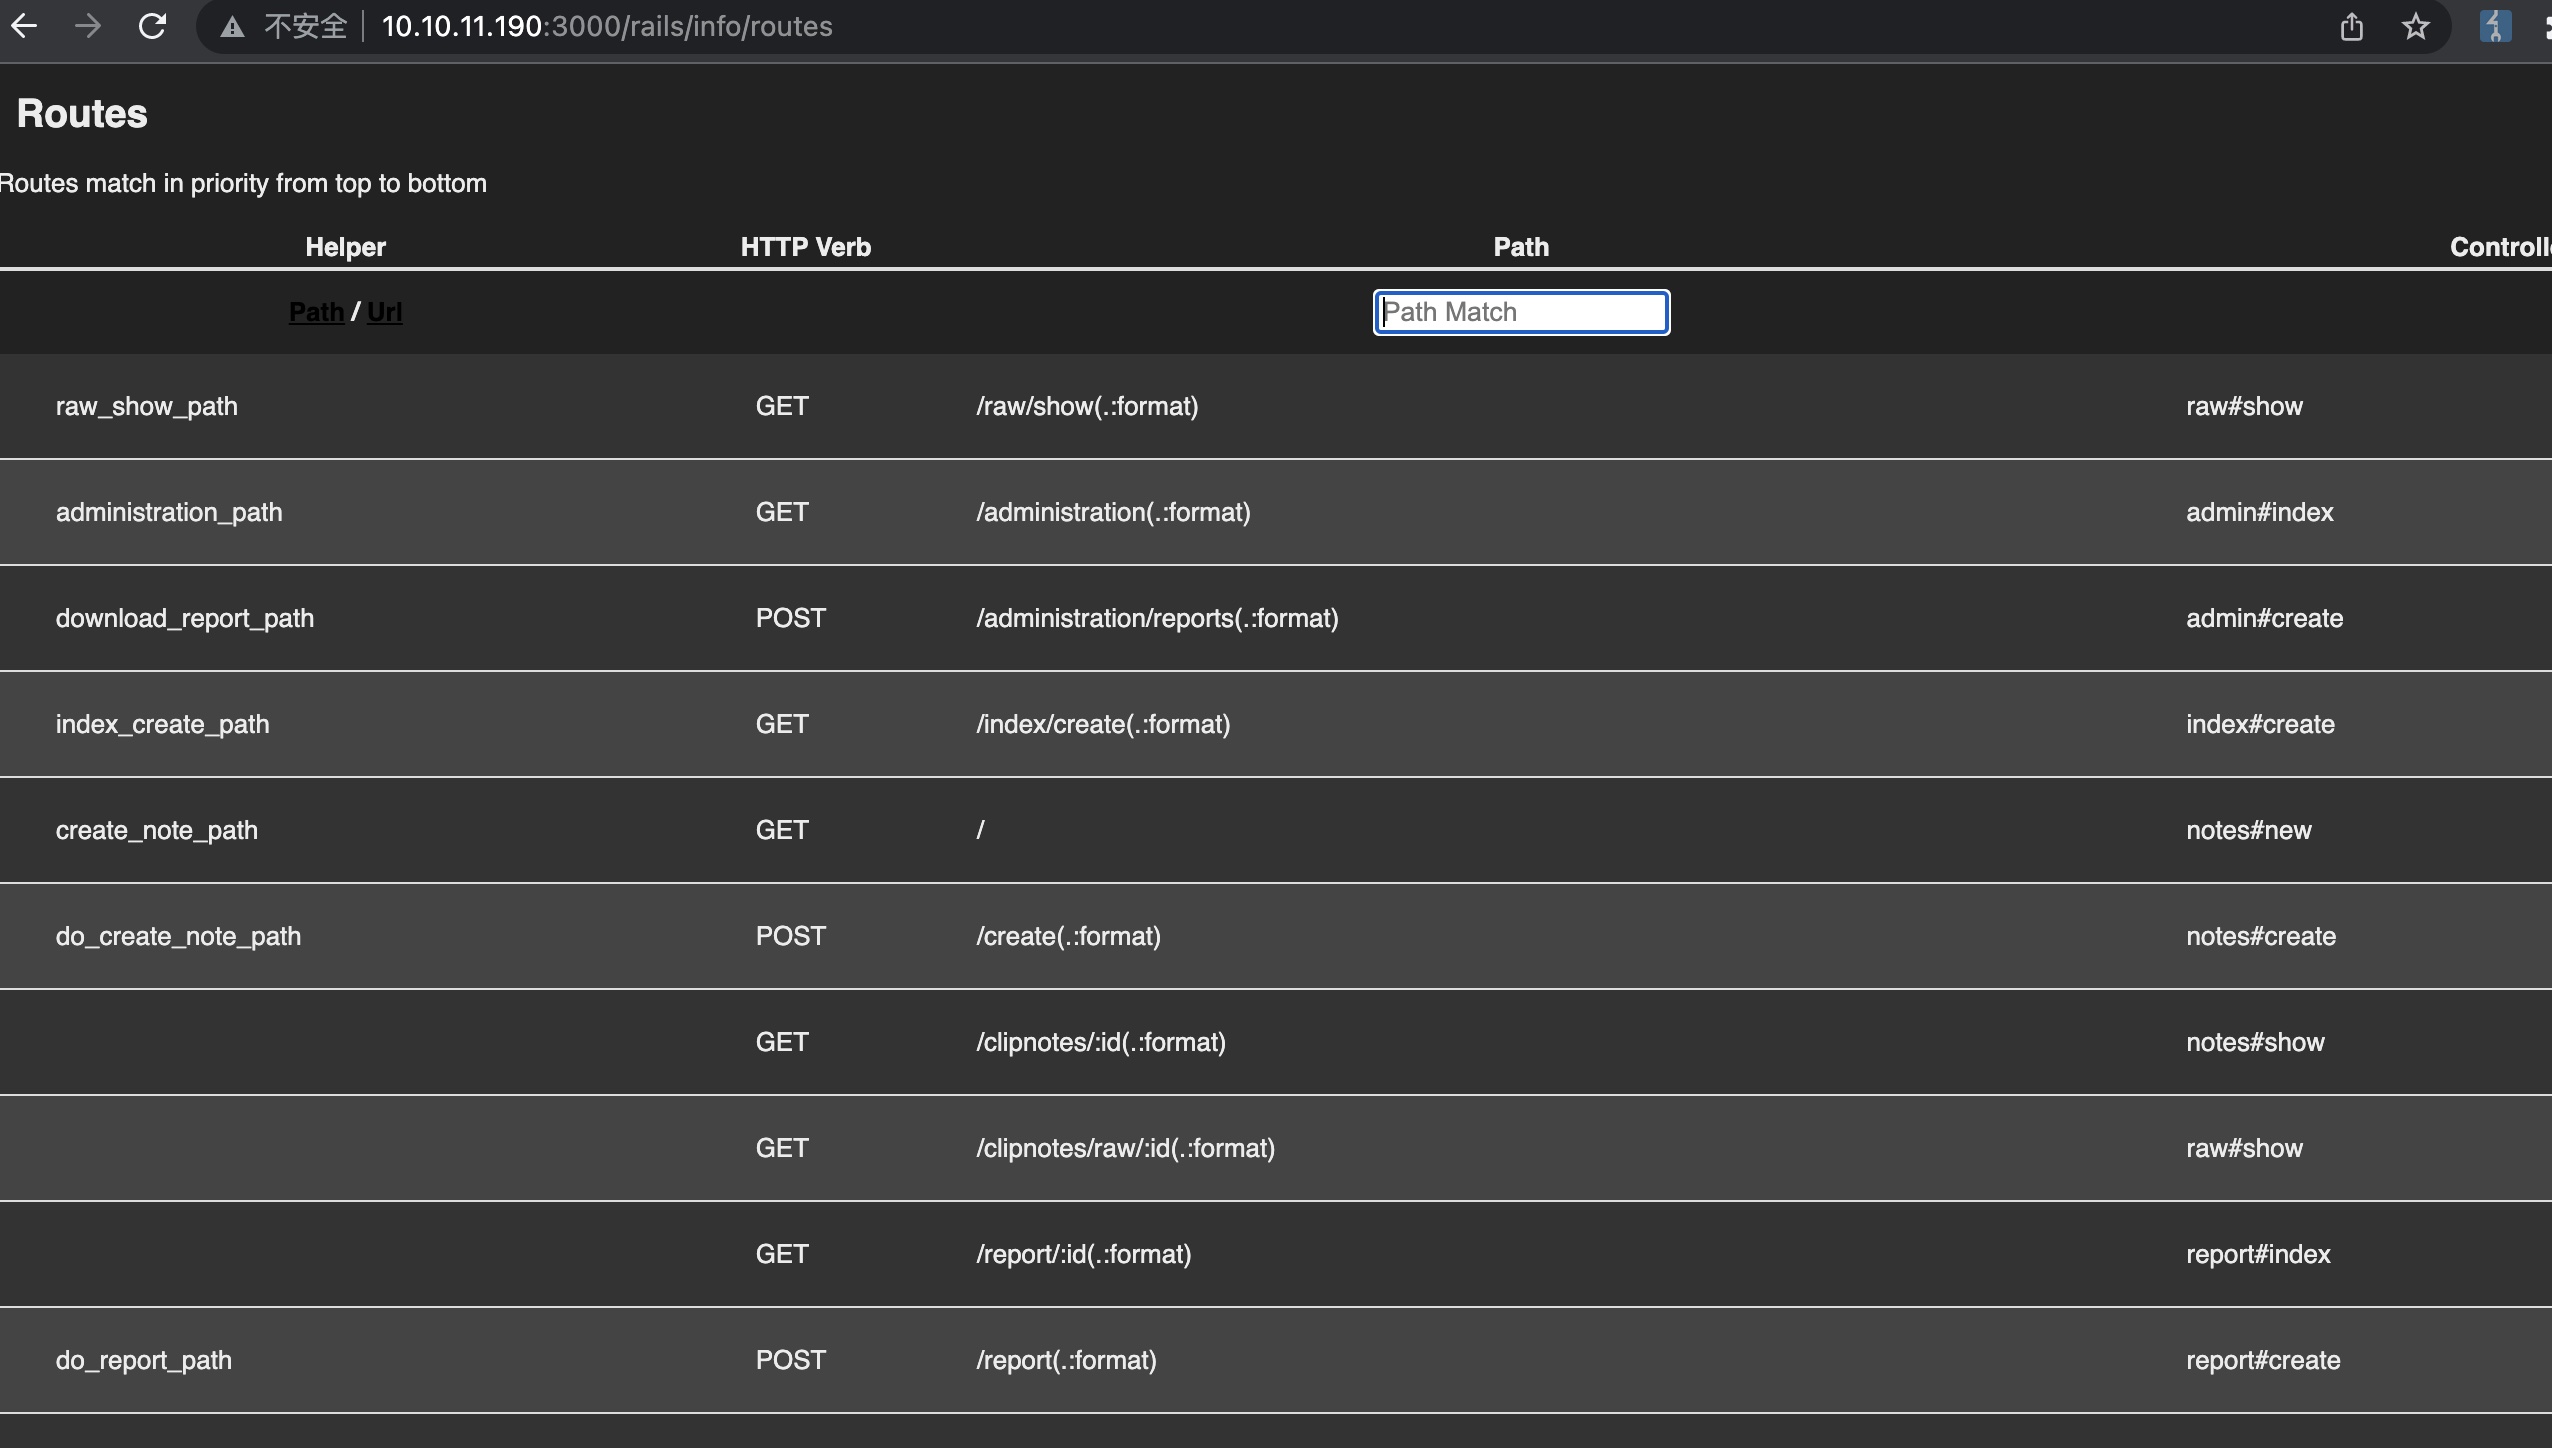 不安全 10.10.11.190:3000/rails/info/routes
Routes
Routes match in priority from top to bottom
Helper HTTP Verb Path Controlle
Path / Url Path Match
raw_show_path GET /raw/show(.:format) raw#show
administration_path GET /administration(.:format) admin#index
download_report_path POST /administration/reports(.:format) admin#create
index_create_path GET /index/create(.:format) index#create
create_note_path GET / notes#new
do_create_note_path POST /create(.:format) notes#create
GET /clipnotes/:id(.:format) notes#show
GET /clipnotes/raw/:id(.:format) raw#show
GET /report/:id(.:format) report#index
do_report_path POST /report(.:format) report#create